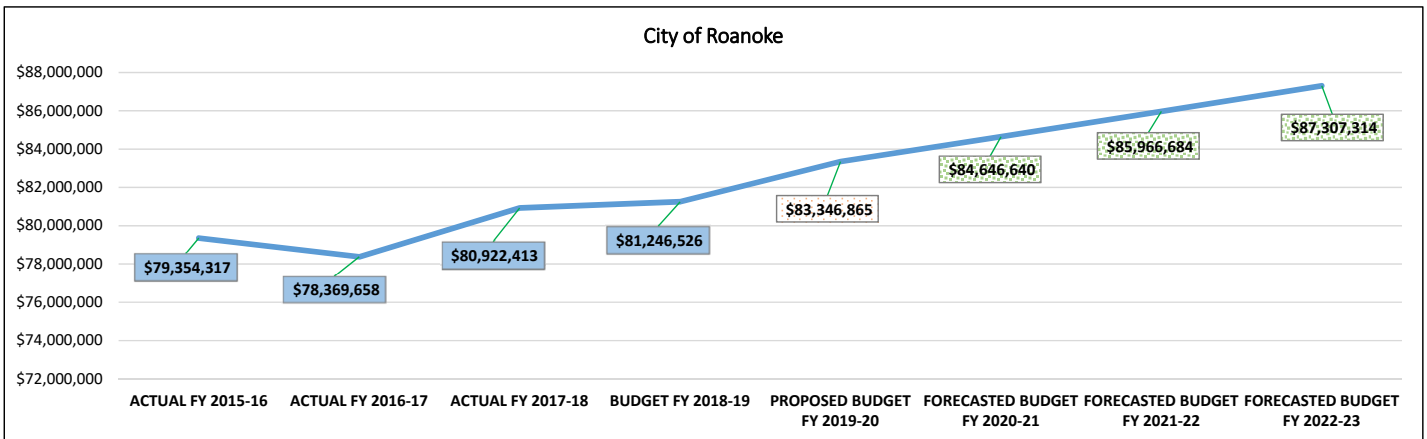 City of Roanoke
$88,000,000
$86,000,000
$84,000,000
$82,000,000
$80,000,000
$78,000,000
$76,000,000
$74,000,000
$72,000,000
$79,354,317
$78,369,658
$80,922,413
$81,246,526
$83,346,865
$84,646,640
$85,966,684
$87,307,314
ACTUAL FY 2015-16
ACTUAL FY 2016-17
ACTUAL FY 2017-18
BUDGET FY 2018-19
PROPOSED BUDGET
FY 2019-20
FORECASTED BUDGET
FY 2020-21
FORECASTED BUDGET
FY 2021-22
FORECASTED BUDGET
FY 2022-23